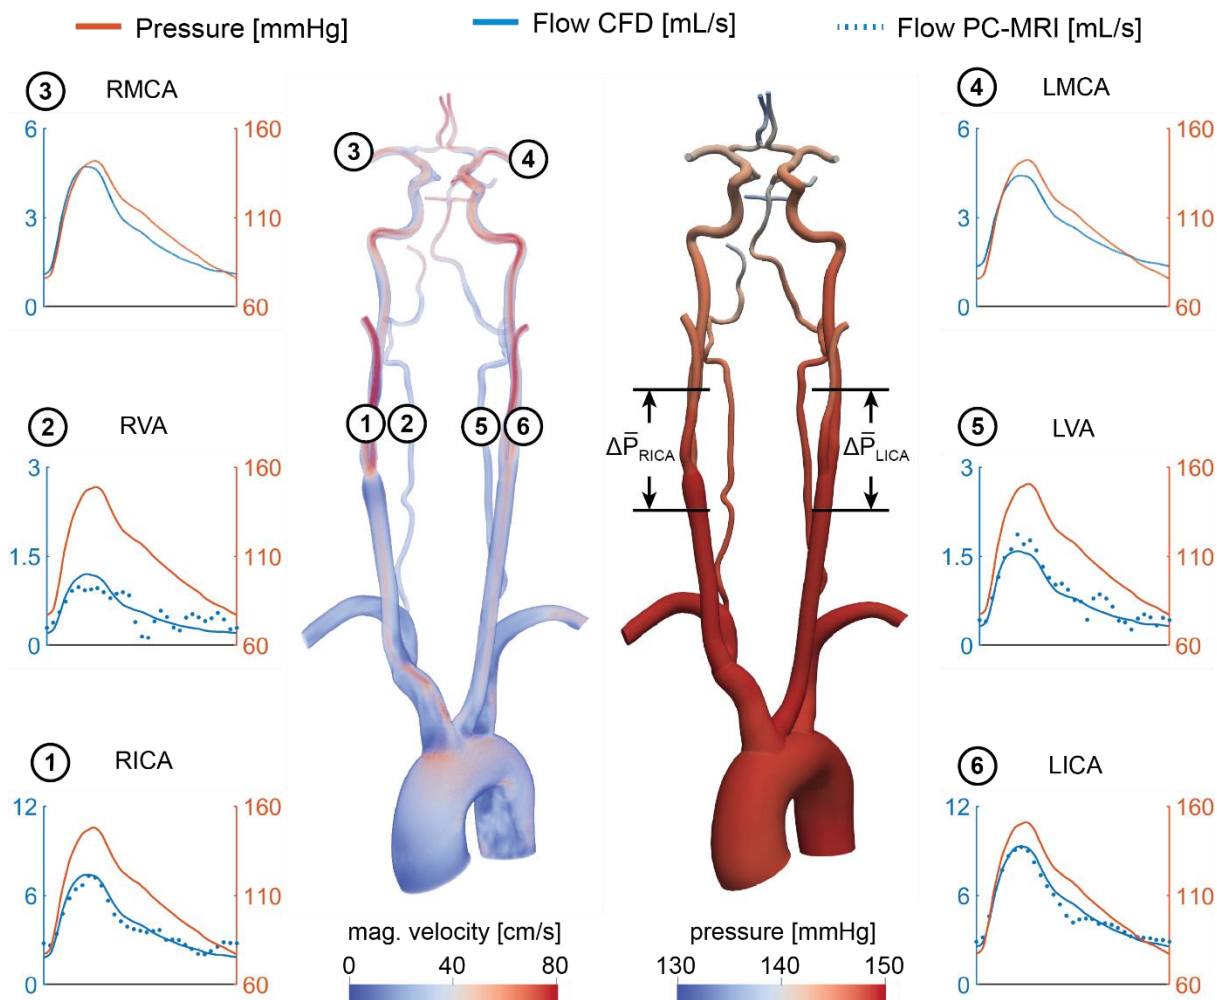 Pressure [mmHg]
Flow CFD [mL/s]
Flow PC-MRI [mL/s]
3 RMCA
6 160
3 110
0 60
2 RVA
3 160
1.5 110
0 60
1 RICA
12 160
6 110
0 60
3 4
1 2 5 6
mag. velocity [cm/s]
0 40 80
ΔP̅RICA
ΔP̅LICA
pressure [mmHg]
130 140 150
4 LMCA
6 160
3 110
0 60
5 LVA
3 160
1.5 110
0 60
6 LICA
12 160
6 110
0 60